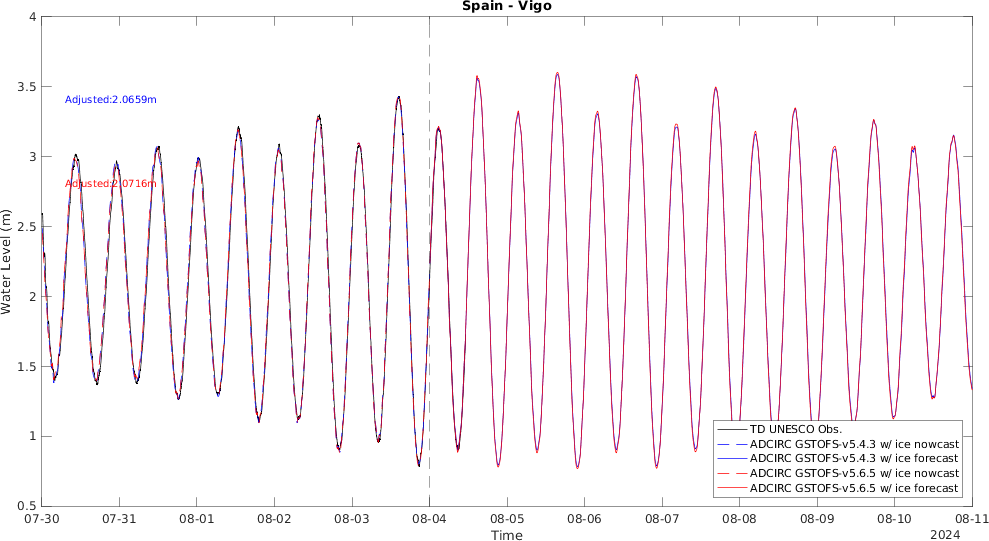 Spain - Vigo
4
3.5
3
2.5
2
1.5
1
0.5
Water Level (m)
Adjusted:2.0659m
Adjusted:2.0716m
TD UNESCO Obs.
ADCIRC GSTOFS-v5.4.3 w/ ice nowcast
ADCIRC GSTOFS-v5.4.3 w/ ice forecast
ADCIRC GSTOFS-v5.6.5 w/ ice nowcast
ADCIRC GSTOFS-v5.6.5 w/ ice forecast
07-30 07-31 08-01 08-02 08-03 08-04 08-05 08-06 08-07 08-08 08-09 08-10 08-11
Time
2024